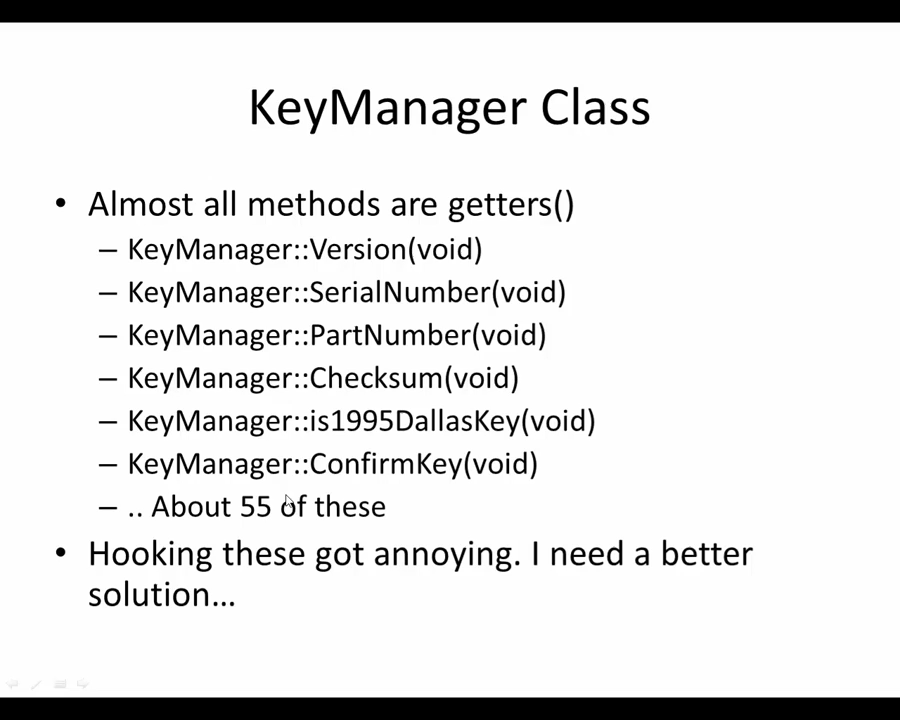 KeyManager Class
• Almost all methods are getters()
– KeyManager::Version(void)
– KeyManager::SerialNumber(void)
– KeyManager::PartNumber(void)
– KeyManager::Checksum(void)
– KeyManager::is1995DallasKey(void)
– KeyManager::ConfirmKey(void)
– .. About 55 of these
• Hooking these got annoying. I need a better
solution…